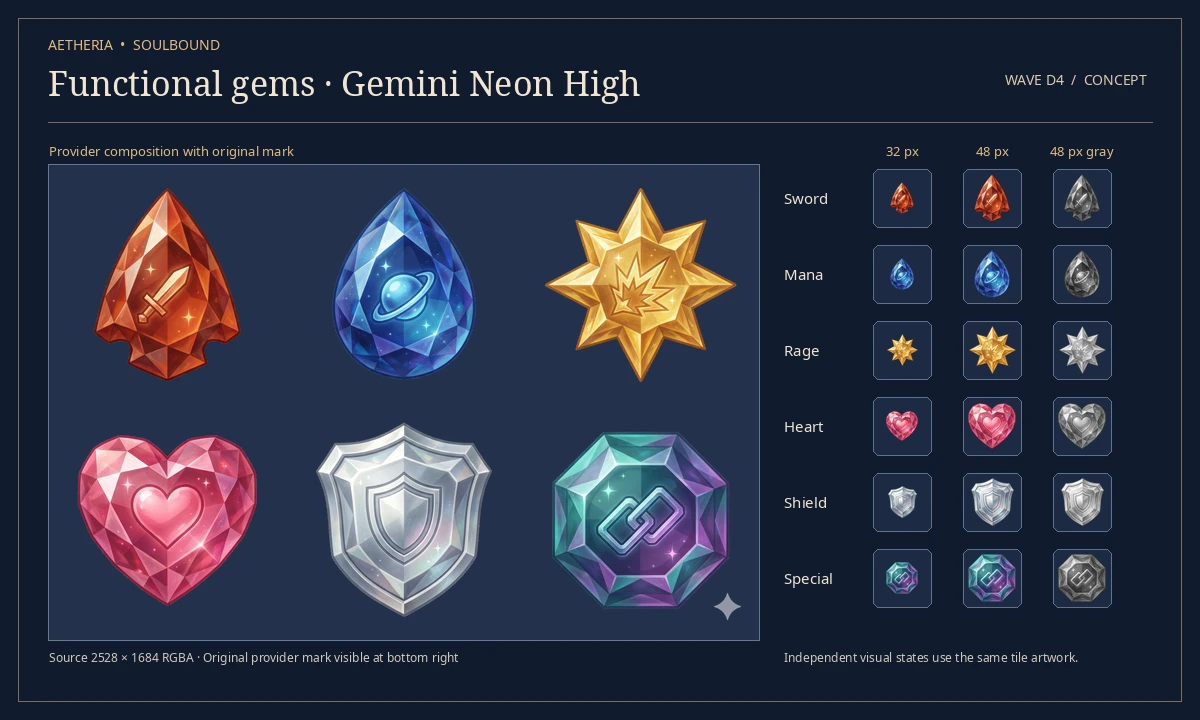 AETHERIA • SOULBOUND
Functional gems · Gemini Neon High
WAVE D4 / CONCEPT
Provider composition with original mark
32 px
48 px
48 px gray
Sword
Mana
Rage
Heart
Shield
Special
Source 2528 × 1684 RGBA · Original provider mark visible at bottom right
Independent visual states use the same tile artwork.